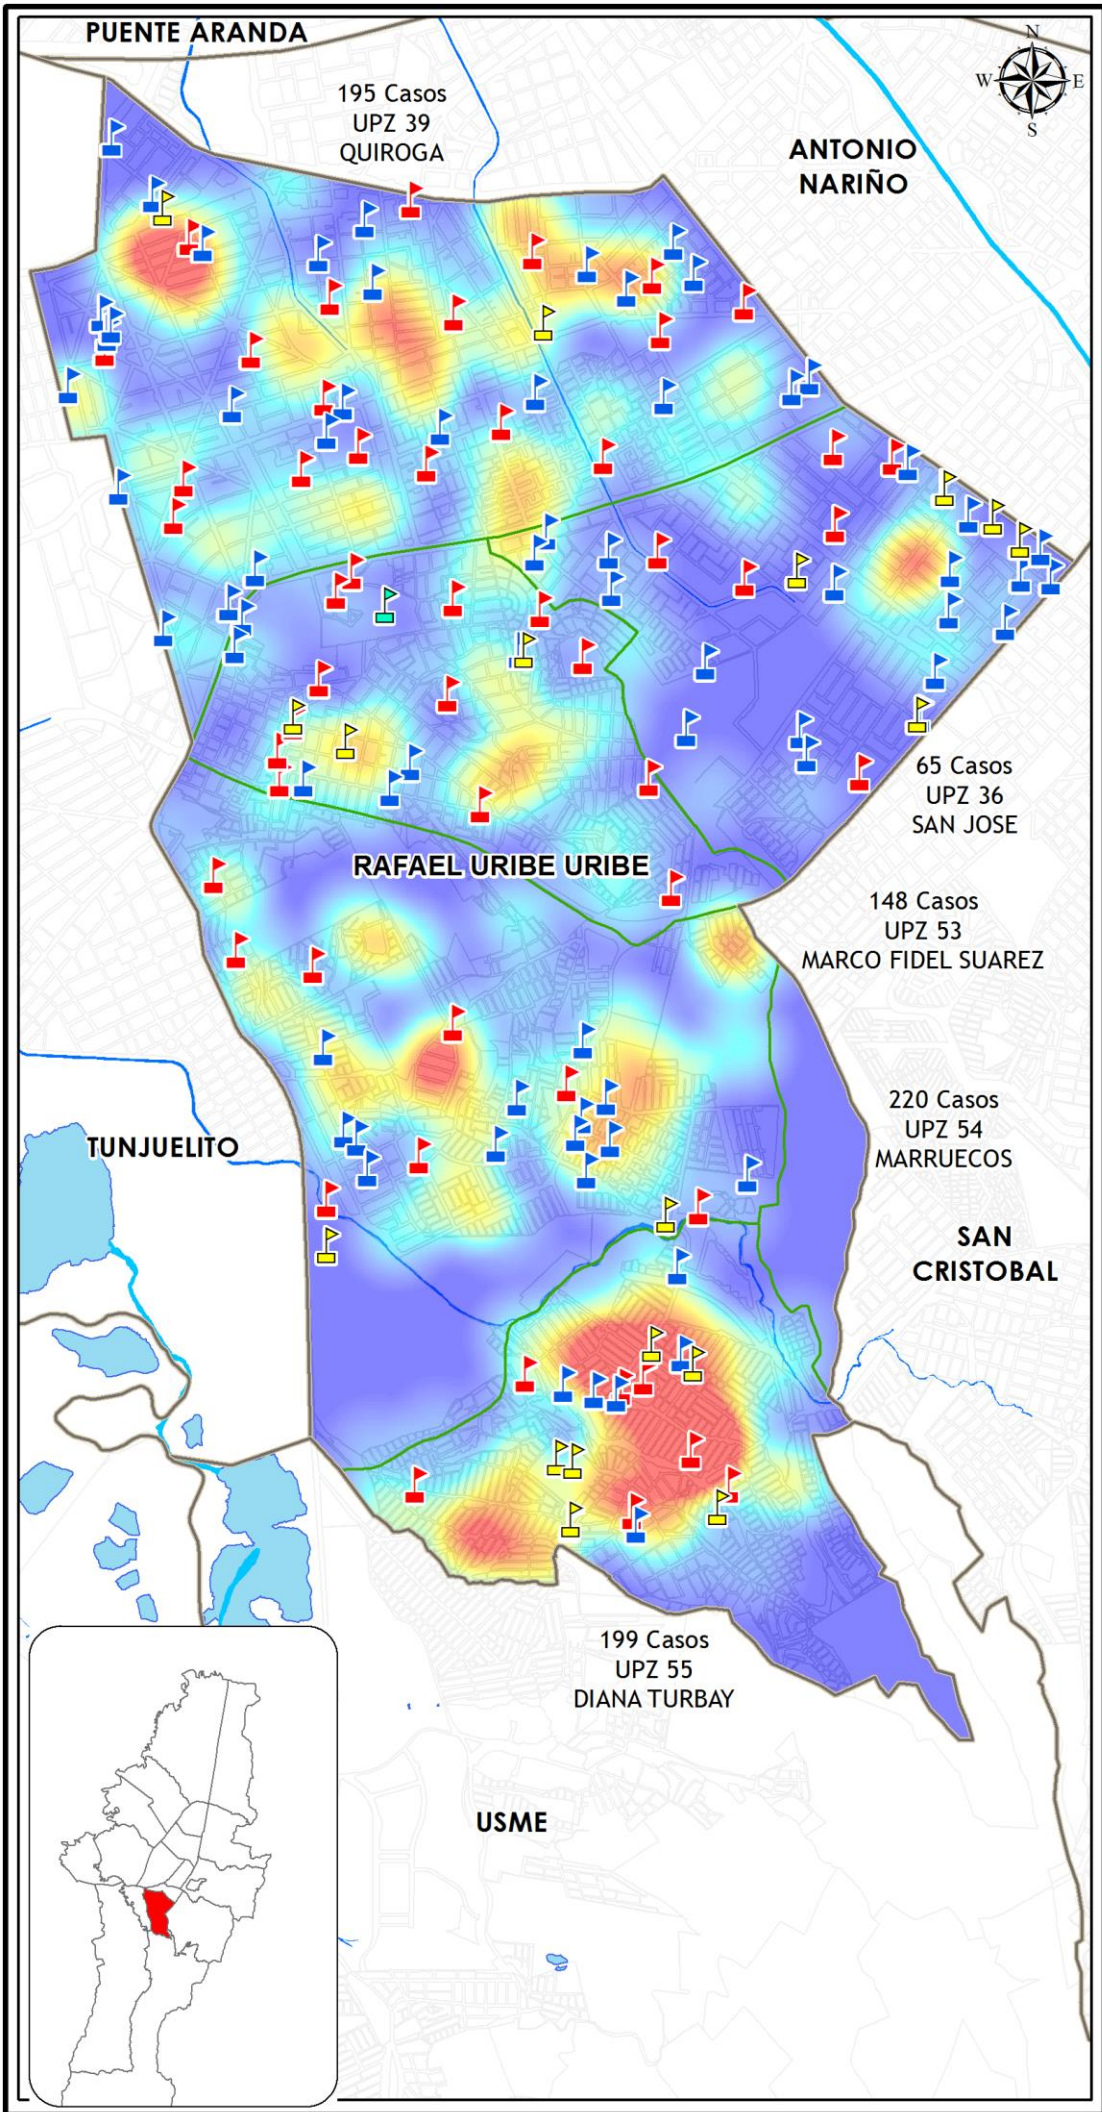 PUENTE ARANDA
N
W
E
S
195 Casos
UPZ 39
QUIROGA
ANTONIO
NARIÑO
65 Casos
UPZ 36
SAN JOSE
RAFAEL URIBE URIBE
148 Casos
UPZ 53
MARCO FIDEL SUAREZ
220 Casos
UPZ 54
MARRUECOS
TUNJUELITO
SAN
CRISTOBAL
199 Casos
UPZ 55
DIANA TURBAY
USME